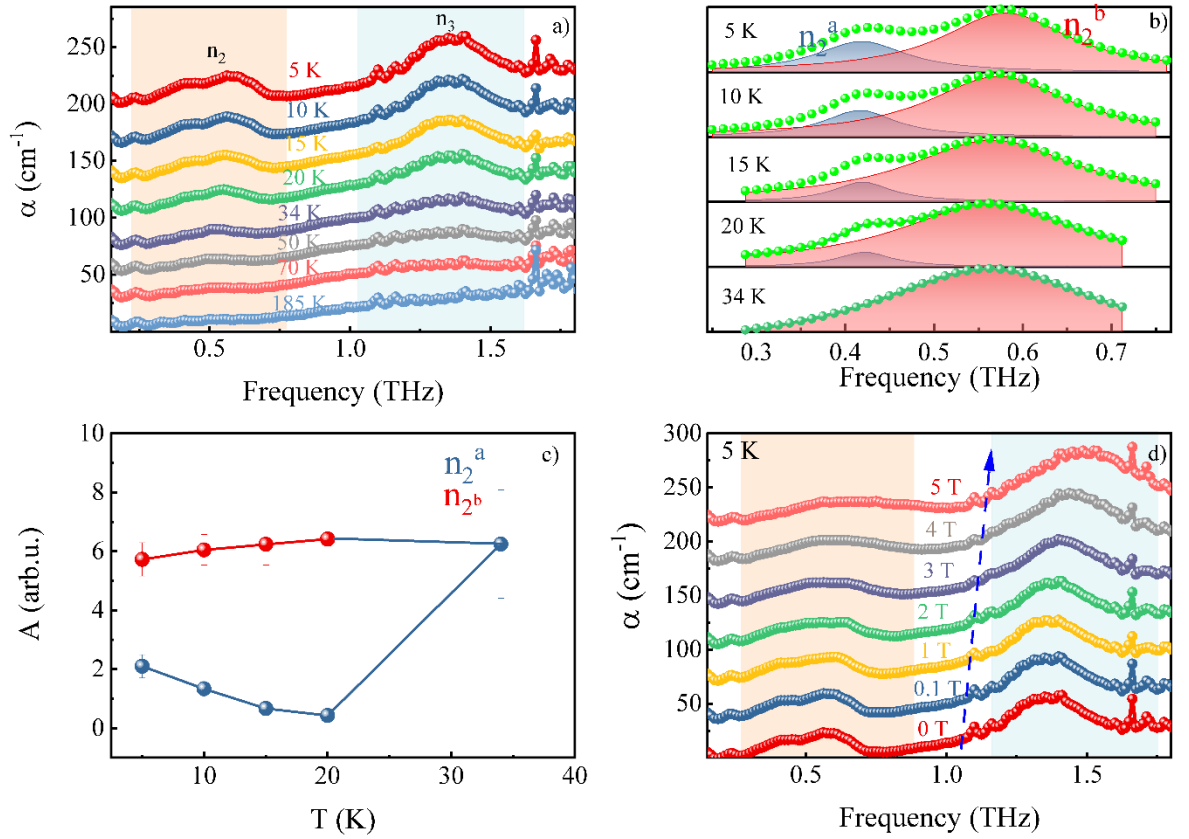 a)
n₂
n₃
5 K
10 K
15 K
20 K
34 K
50 K
70 K
185 K
250
200
150
100
50
α (cm⁻¹)
0.5
1.0
1.5
Frequency (THz)
b)
n₂ᵃ
n₂ᵇ
5 K
10 K
15 K
20 K
34 K
0.3
0.4
0.5
0.6
0.7
Frequency (THz)
c)
n₂ᵃ
n₂ᵇ
10
8
6
4
2
0
A (arb.u.)
10
20
30
40
T (K)
d)
5 K
5 T
4 T
3 T
2 T
1 T
0.1 T
0 T
300
250
200
150
100
50
α (cm⁻¹)
0.5
1.0
1.5
Frequency (THz)